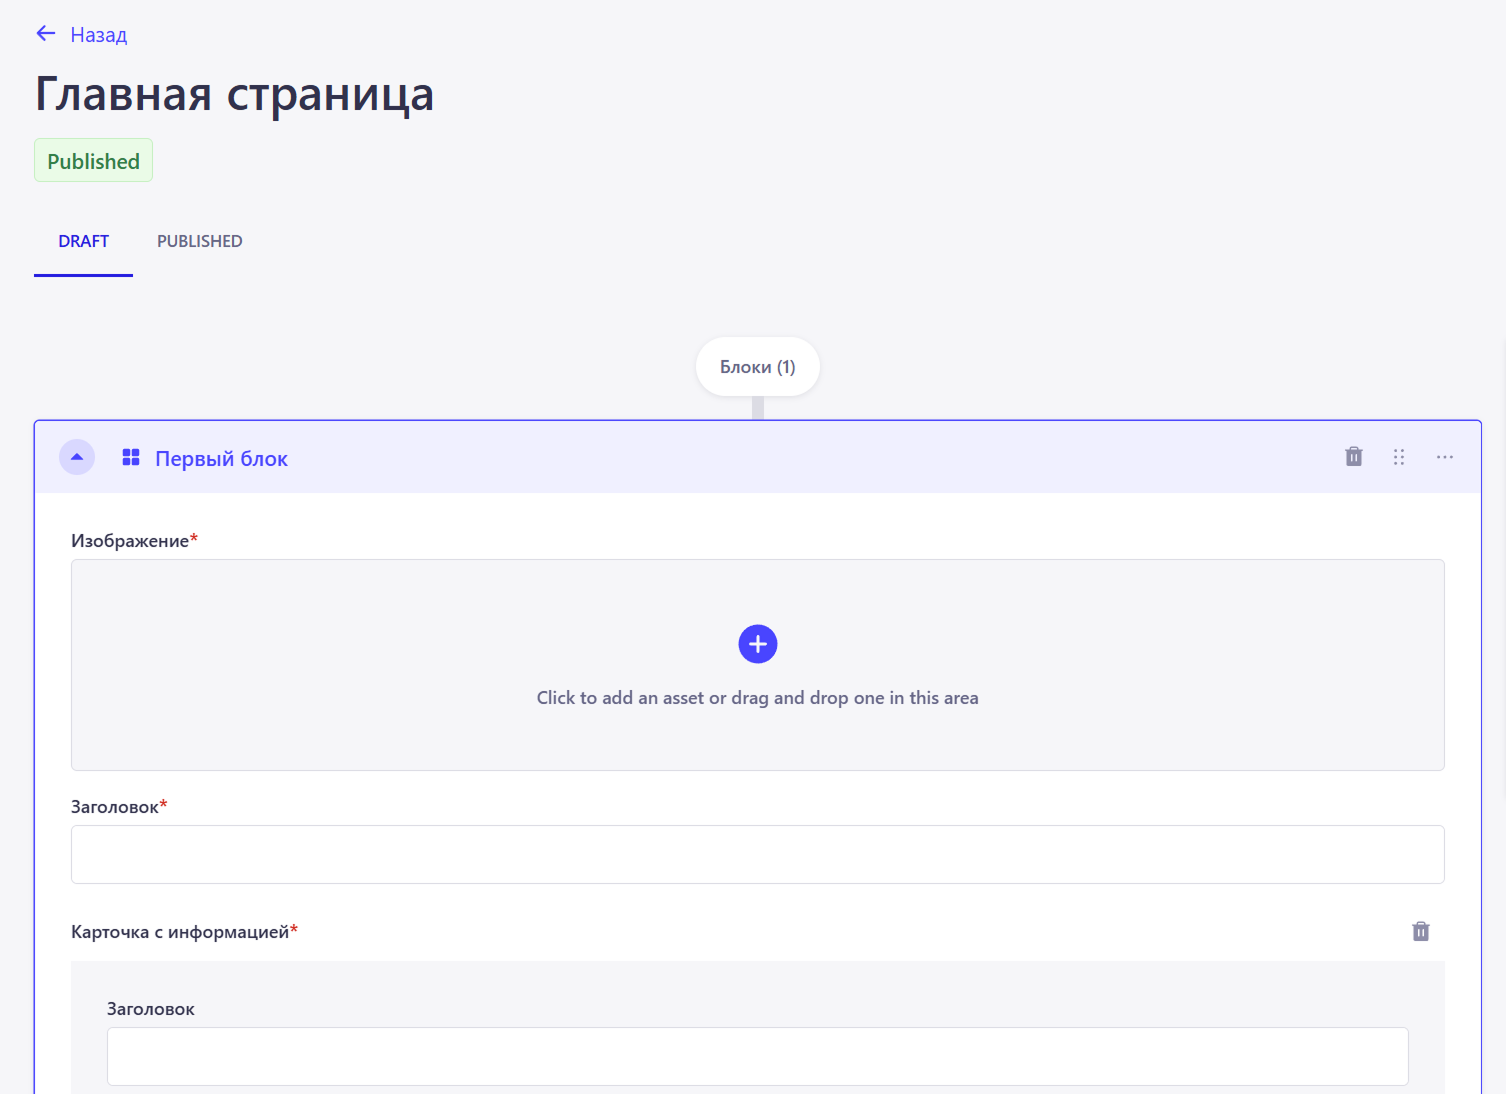 Назад
Главная страница
Published
DRAFT PUBLISHED
Блоки (1)
Первый блок
Изображение*
Click to add an asset or drag and drop one in this area
Заголовок*
Карточка с информацией*
Заголовок